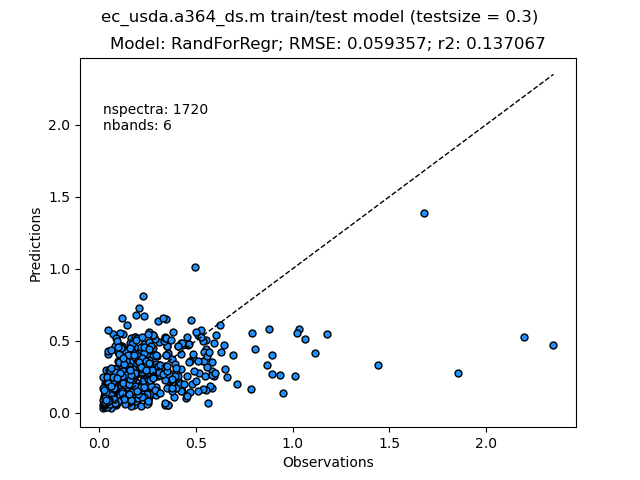 ec_usda.a364_ds.m train/test model (testsize = 0.3)
Model: RandForRegr; RMSE: 0.059357; r2: 0.137067
nspectra: 1720
nbands: 6
2.0
1.5
1.0
0.5
0.0
Predictions
0.0 0.5 1.0 1.5 2.0
Observations